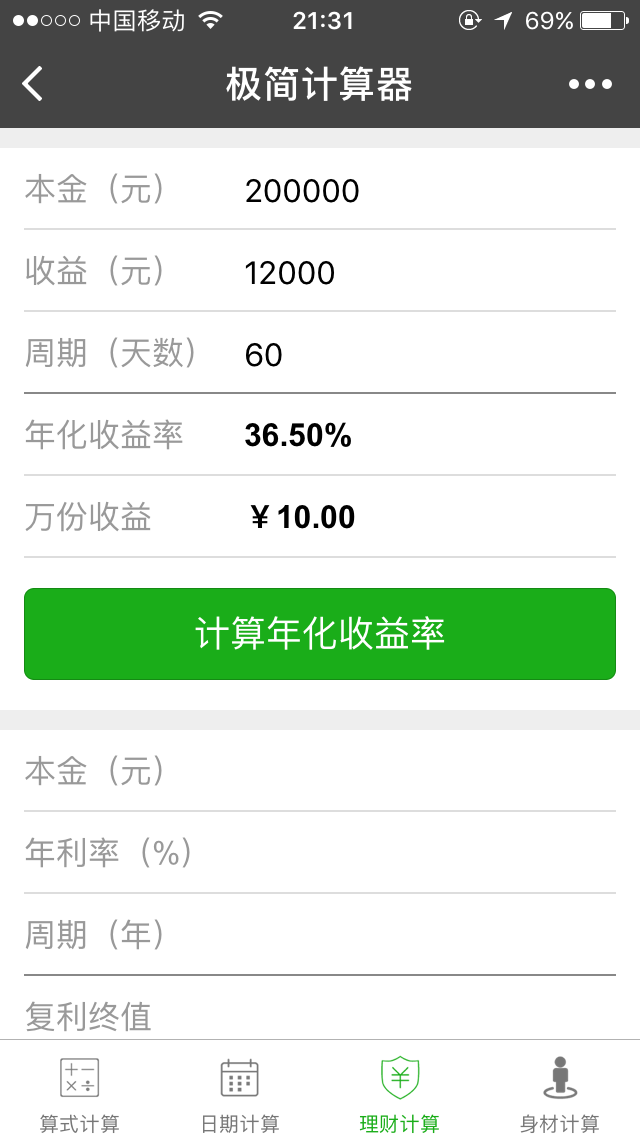 中国移动 21:31 69%
极简计算器
本金（元） 200000
收益（元） 12000
周期（天数） 60
年化收益率 36.50%
万份收益 ￥10.00
计算年化收益率
本金（元）
年利率（%）
周期（年）
复利终值
算式计算 日期计算 理财计算 身材计算